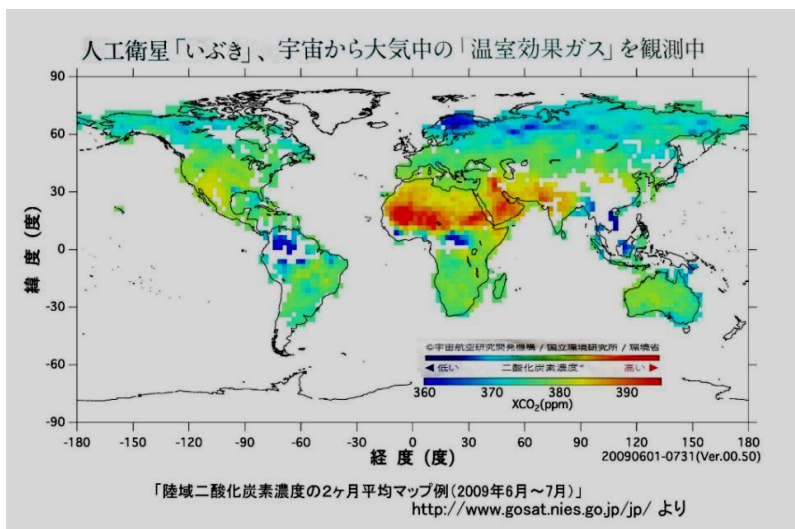 人工衛星「いぶき」、宇宙から大気中の「温室効果ガス」を観測中
90
60
30
0
-30
-60
-90
緯 度 (度)
©宇宙航空研究開発機構 / 国立環境研究所 / 環境省
◀ 低い 二酸化炭素濃度* 高い ▶
360 370 380 390
XCO₂(ppm)
-180 -150 -120 -90 -60 -30 0 30 60 90 120 150 180
経 度 (度)
20090601-0731(Ver.00.50)
「陸域二酸化炭素濃度の2ヶ月平均マップ例(2009年6月～7月)」
http://www.gosat.nies.go.jp/jp/ より